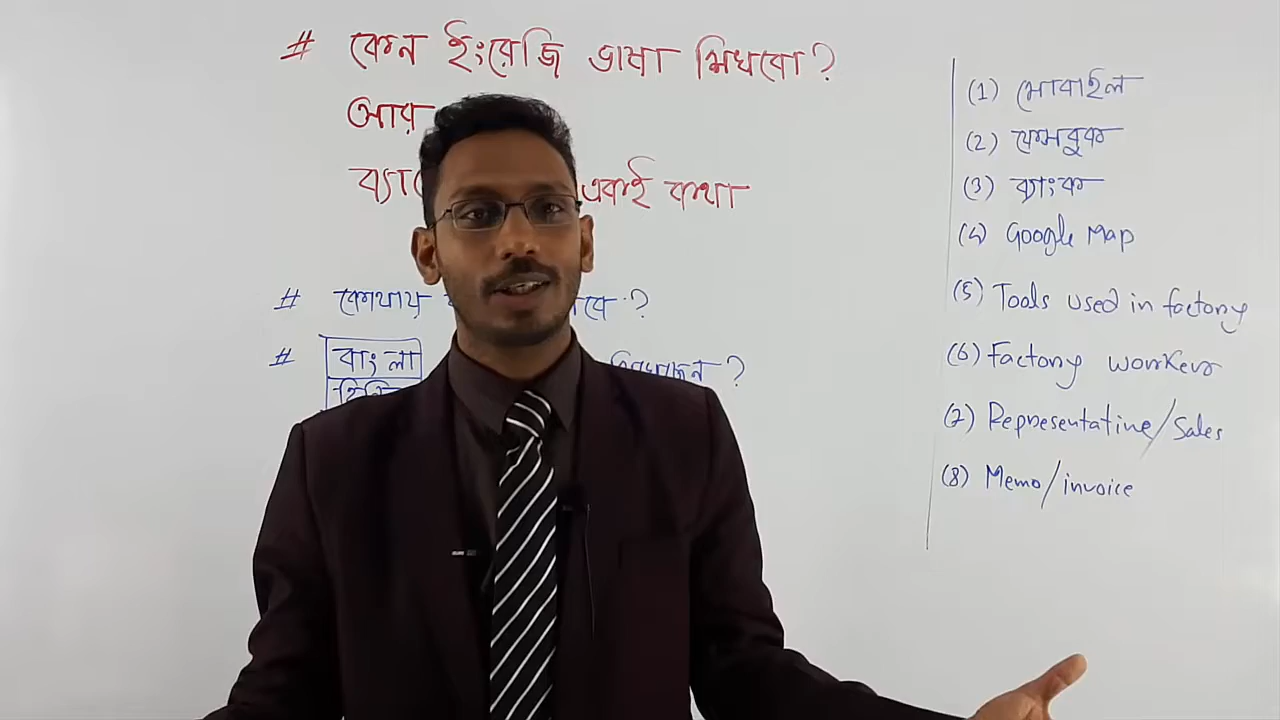 # কেন ইংরেজি ভাষা শিখবো?
আর
একই কথা
# কোথায় ?
# বাংলা ?
(1) মোবাইল
(2) ফেসবুক
(3) ব্যাংক
(4) Google Map
(5) Tools used in factory
(6) Factory workers
(7) Representative/Sales
(8) Memo/invoice